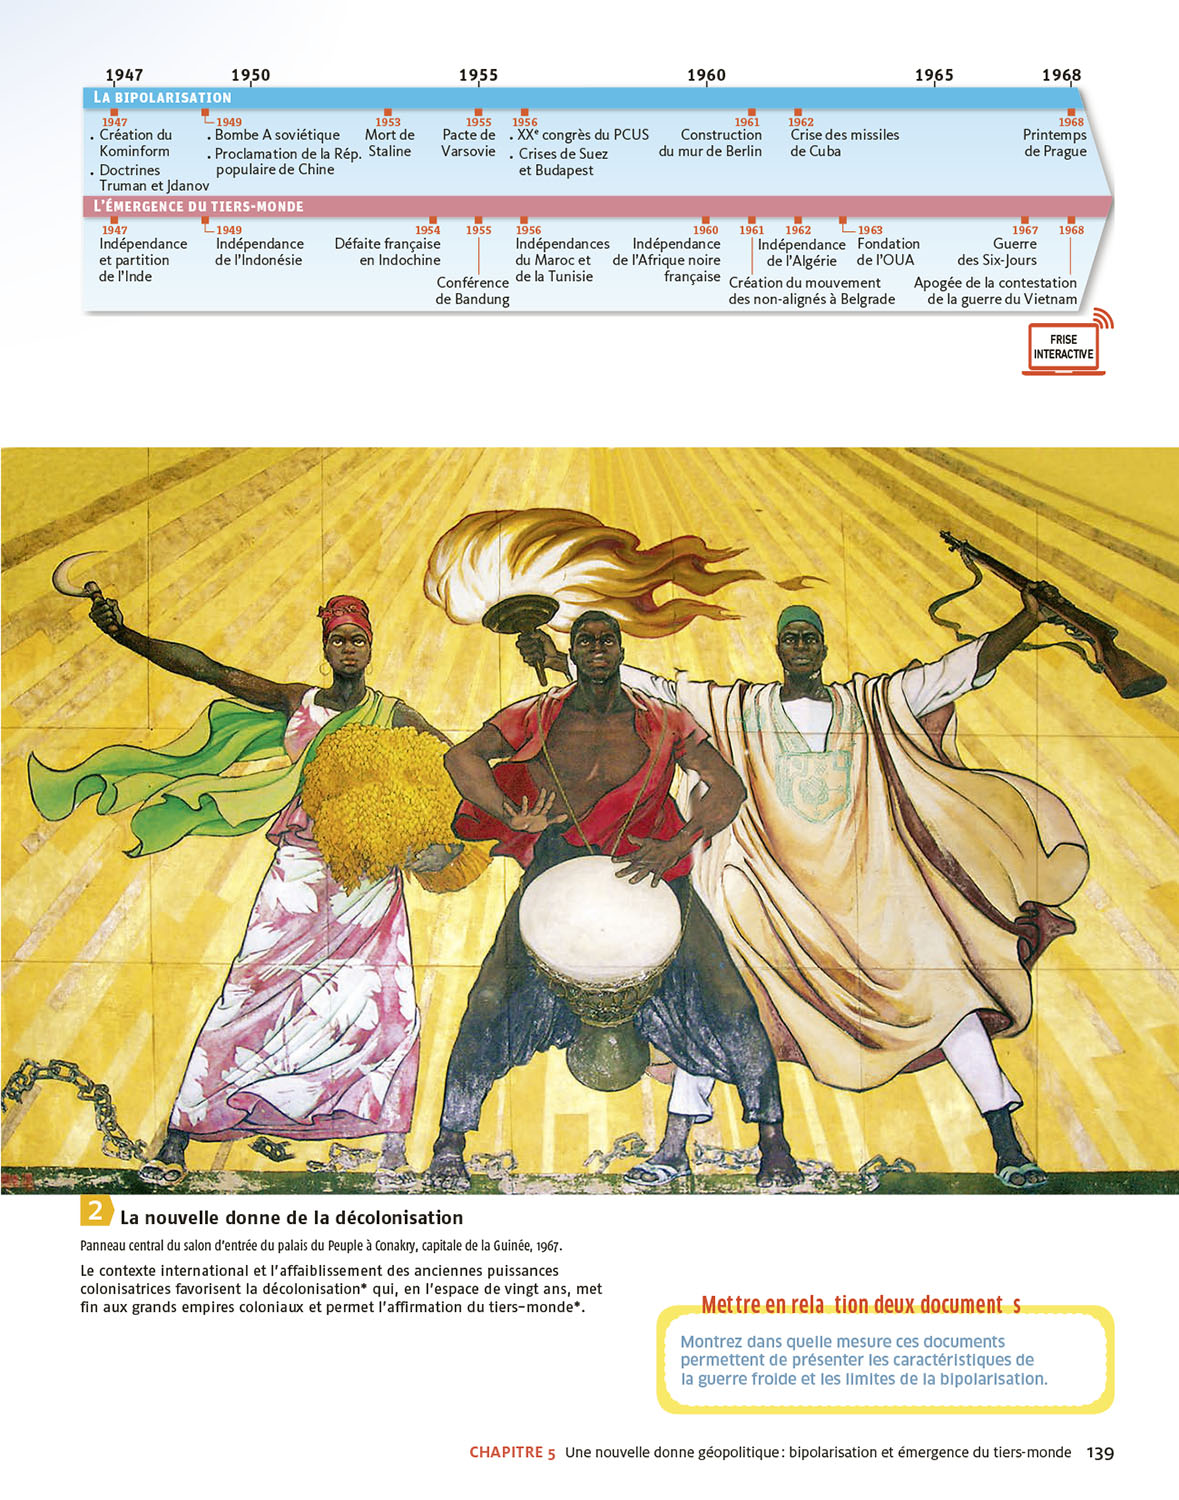 1947 1950 1955 1960 1965 1968
LA BIPOLARISATION
1947
• Création du
Kominform
• Doctrines
Truman et Jdanov
1949
• Bombe A soviétique
• Proclamation de la Rép.
populaire de Chine
1953
Mort de
Staline
1955
Pacte de
Varsovie
1956
• XXe congrès du PCUS
• Crises de Suez
et Budapest
1961
Construction
du mur de Berlin
1962
Crise des missiles
de Cuba
1968
Printemps
de Prague
L'ÉMERGENCE DU TIERS-MONDE
1947
Indépendance
et partition
de l'Inde
1949
Indépendance
de l'Indonésie
1954
Défaite française
en Indochine
1955
Conférence
de Bandung
1956
Indépendances
du Maroc et
de la Tunisie
1960
Indépendance
de l'Afrique noire
française
1961
Création du mouvement
des non-alignés à Belgrade
1962
Indépendance
de l'Algérie
1963
Fondation
de l'OUA
1967
Guerre
des Six-Jours
1968
Apogée de la contestation
de la guerre du Vietnam
FRISE
INTERACTIVE
2 La nouvelle donne de la décolonisation
Panneau central du salon d'entrée du palais du Peuple à Conakry, capitale de la Guinée, 1967.
Le contexte international et l'affaiblissement des anciennes puissances
colonisatrices favorisent la décolonisation* qui, en l'espace de vingt ans, met
fin aux grands empires coloniaux et permet l'affirmation du tiers-monde*.
Mettre en rela tion deux document s
Montrez dans quelle mesure ces documents
permettent de présenter les caractéristiques de
la guerre froide et les limites de la bipolarisation.
CHAPITRE 5 Une nouvelle donne géopolitique : bipolarisation et émergence du tiers-monde 139